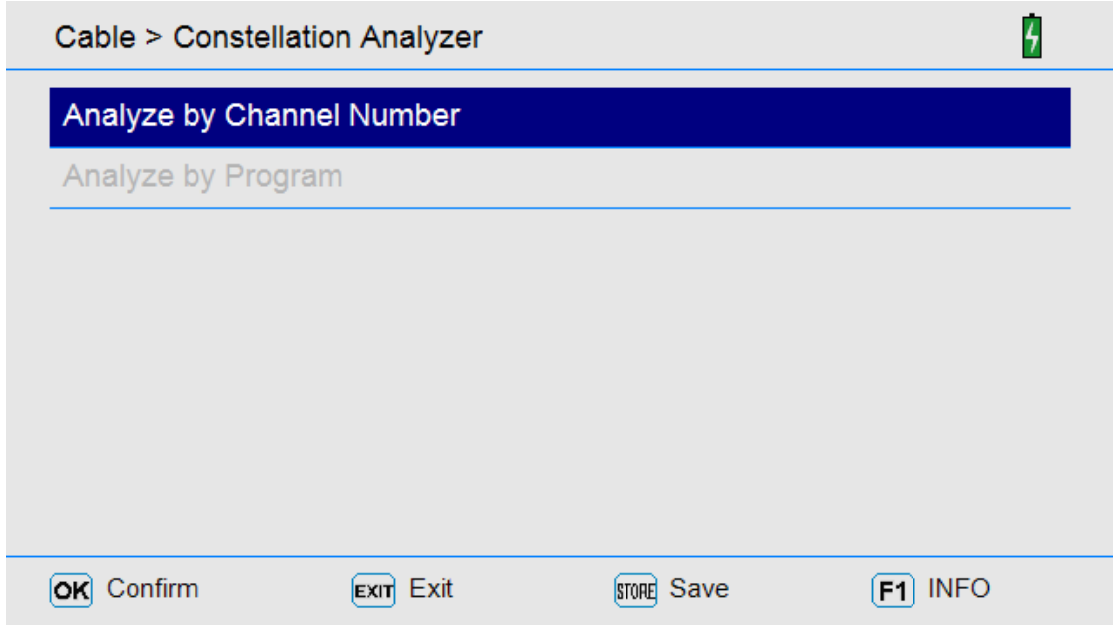 Cable > Constellation Analyzer
Analyze by Channel Number
Analyze by Program
OK Confirm EXIT Exit STORE Save F1 INFO